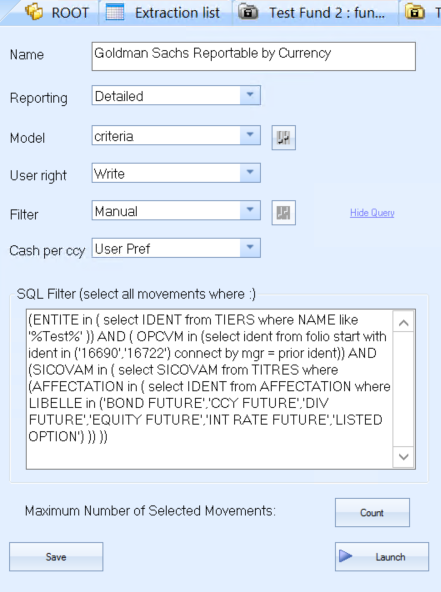 ROOT Extraction list Test Fund 2 : fun... T
Name Goldman Sachs Reportable by Currency
Reporting Detailed
Model criteria
User right Write
Filter Manual Hide Query
Cash per ccy User Pref
SQL Filter (select all movements where :)
(ENTITE in ( select IDENT from TIERS where NAME like
'%Test%' )) AND ( OPCVM in (select ident from folio start with
ident in ('16690','16722') connect by mgr = prior ident)) AND
(SICOVAM in ( select SICOVAM from TITRES where
(AFFECTATION in ( select IDENT from AFFECTATION where
LIBELLE in ('BOND FUTURE','CCY FUTURE','DIV
FUTURE','EQUITY FUTURE','INT RATE FUTURE','LISTED
OPTION') )) ))
Maximum Number of Selected Movements: Count
Save Launch